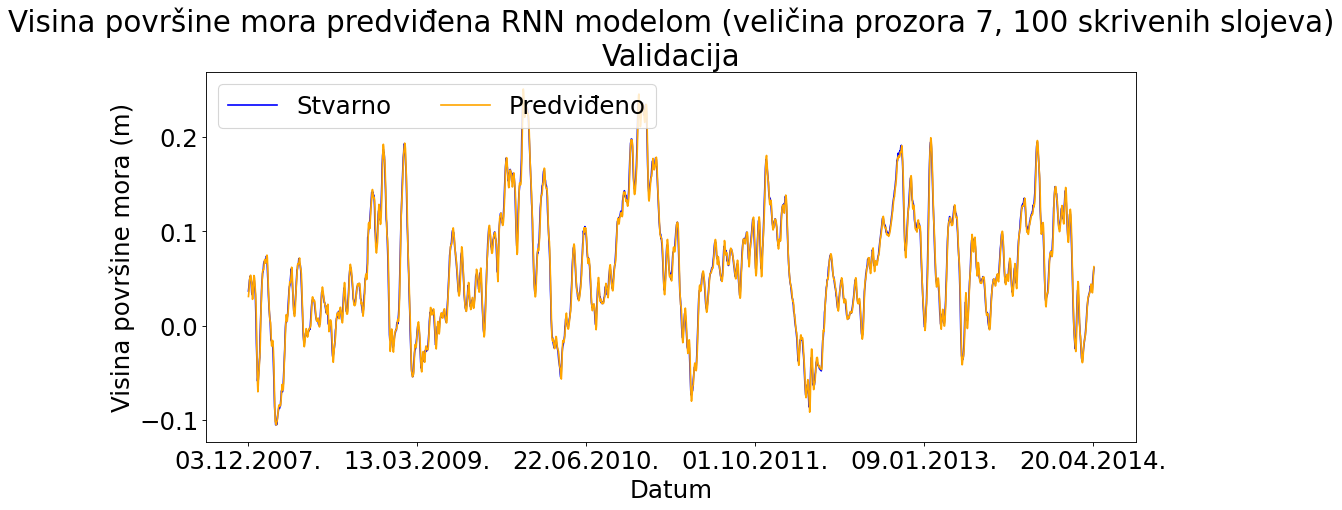 Visina površine mora predviđena RNN modelom (veličina prozora 7, 100 skrivenih slojeva)
Validacija
Stvarno Predviđeno
Visina površine mora (m)
0.2
0.1
0.0
−0.1
03.12.2007. 13.03.2009. 22.06.2010. 01.10.2011. 09.01.2013. 20.04.2014.
Datum